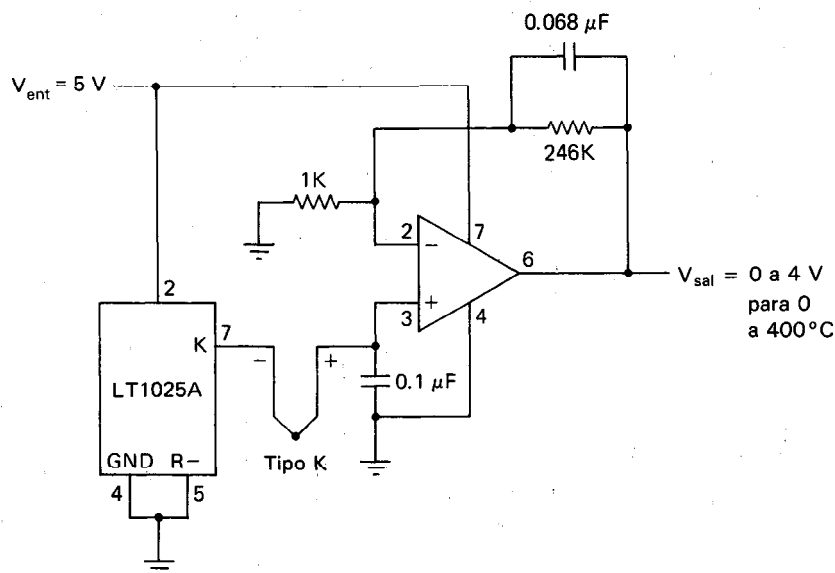 0.068 μF
V_ent = 5 V
246K
1K
2
7
−
6
V_sal = 0 a 4 V
para 0
a 400°C
+
3
4
2
7
K
−
+
0.1 μF
LT1025A
GND R−
Tipo K
4
5